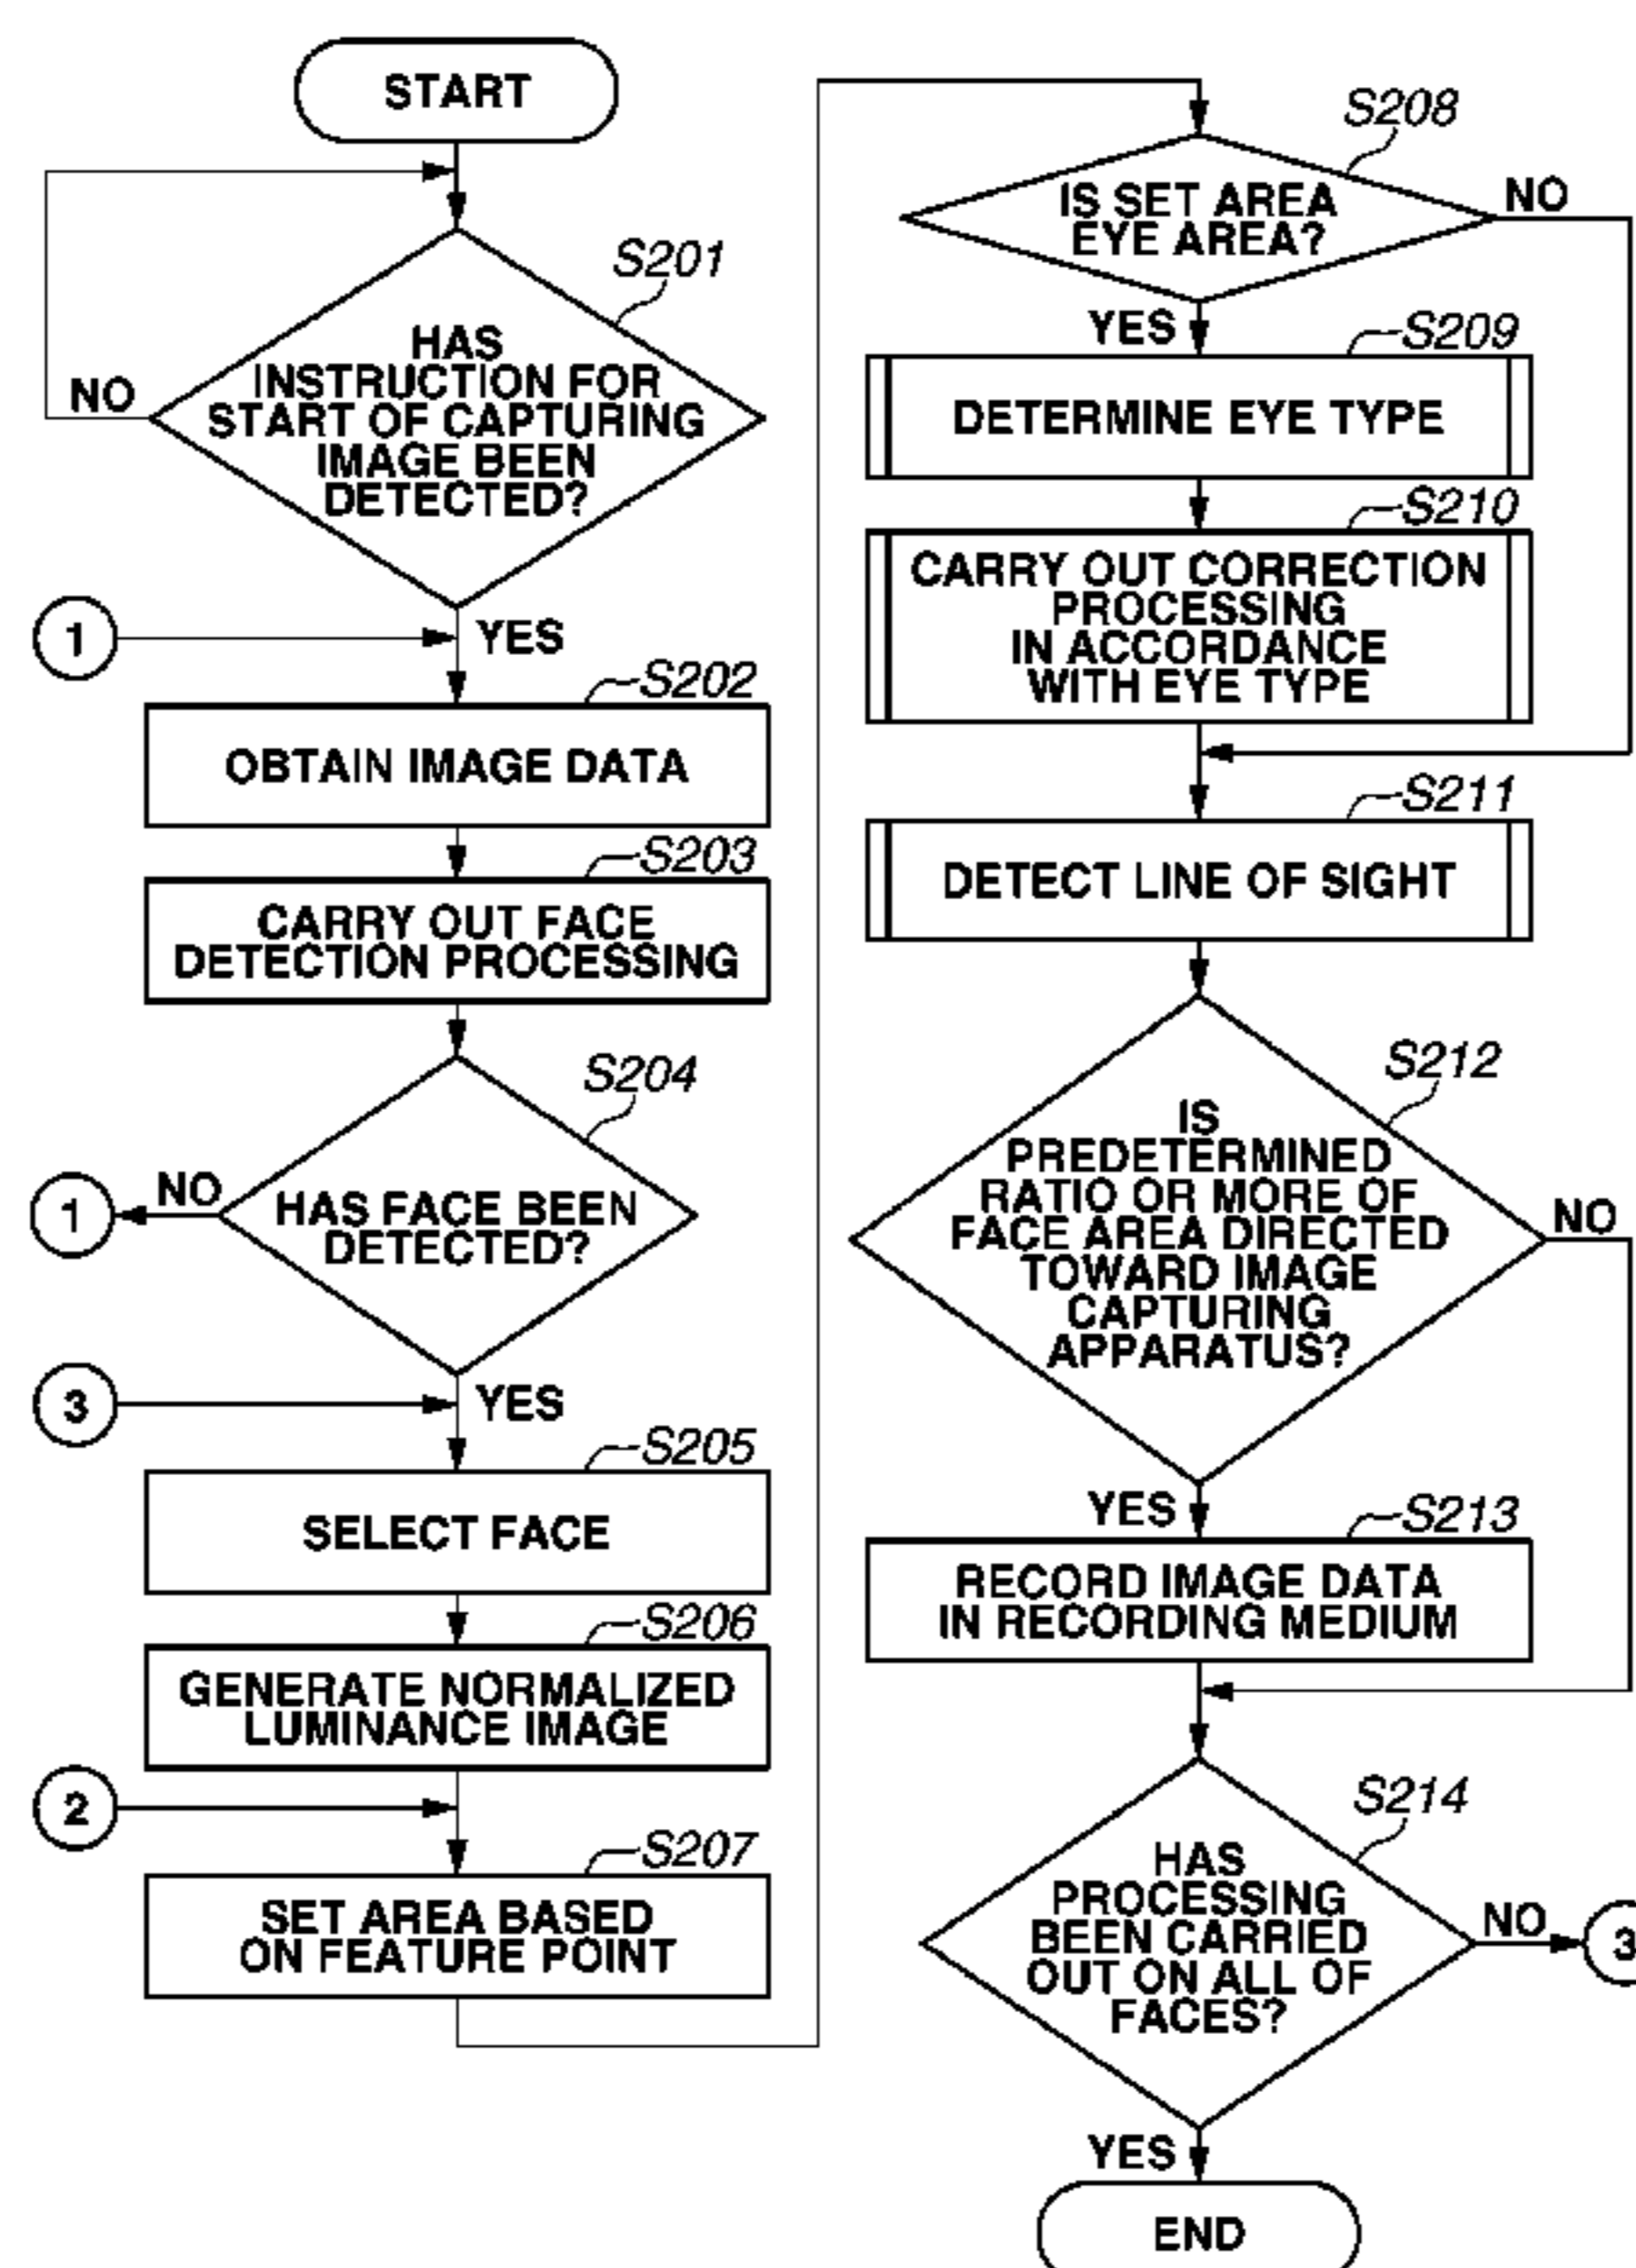 START
S201
HAS
INSTRUCTION FOR
START OF CAPTURING
IMAGE BEEN
DETECTED?
NO
YES
1
S202
OBTAIN IMAGE DATA
S203
CARRY OUT FACE
DETECTION PROCESSING
S204
HAS FACE BEEN
DETECTED?
NO
1
YES
3
S205
SELECT FACE
S206
GENERATE NORMALIZED
LUMINANCE IMAGE
2
S207
SET AREA BASED
ON FEATURE POINT
S208
IS SET AREA
EYE AREA?
NO
YES
S209
DETERMINE EYE TYPE
S210
CARRY OUT CORRECTION
PROCESSING
IN ACCORDANCE
WITH EYE TYPE
S211
DETECT LINE OF SIGHT
S212
IS
PREDETERMINED
RATIO OR MORE OF
FACE AREA DIRECTED
TOWARD IMAGE
CAPTURING
APPARATUS?
NO
YES
S213
RECORD IMAGE DATA
IN RECORDING MEDIUM
S214
HAS
PROCESSING
BEEN CARRIED
OUT ON ALL OF
FACES?
NO
3
YES
END